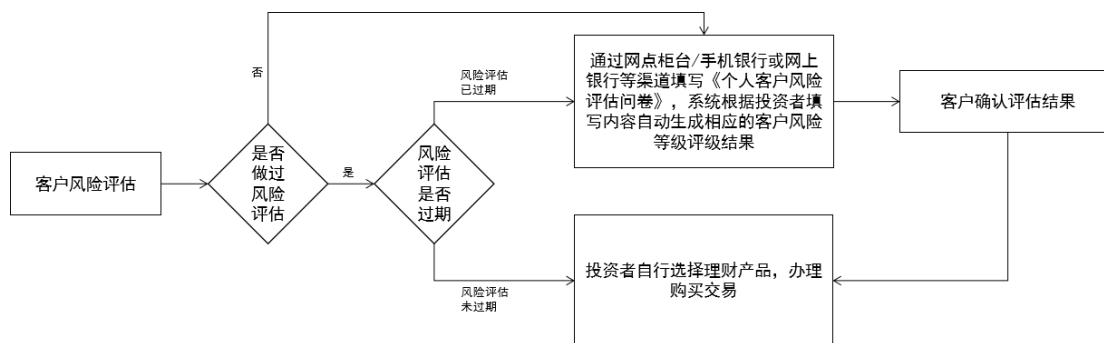 客户风险评估
是否
做过
风险
评估
否
是
风险
评估
是否
过期
风险评估
已过期
风险评估
未过期
通过网点柜台/手机银行或网上
银行等渠道填写《个人客户风险
评估问卷》，系统根据投资者填
写内容自动生成相应的客户风险
等级评级结果
客户确认评估结果
投资者自行选择理财产品，办理
购买交易